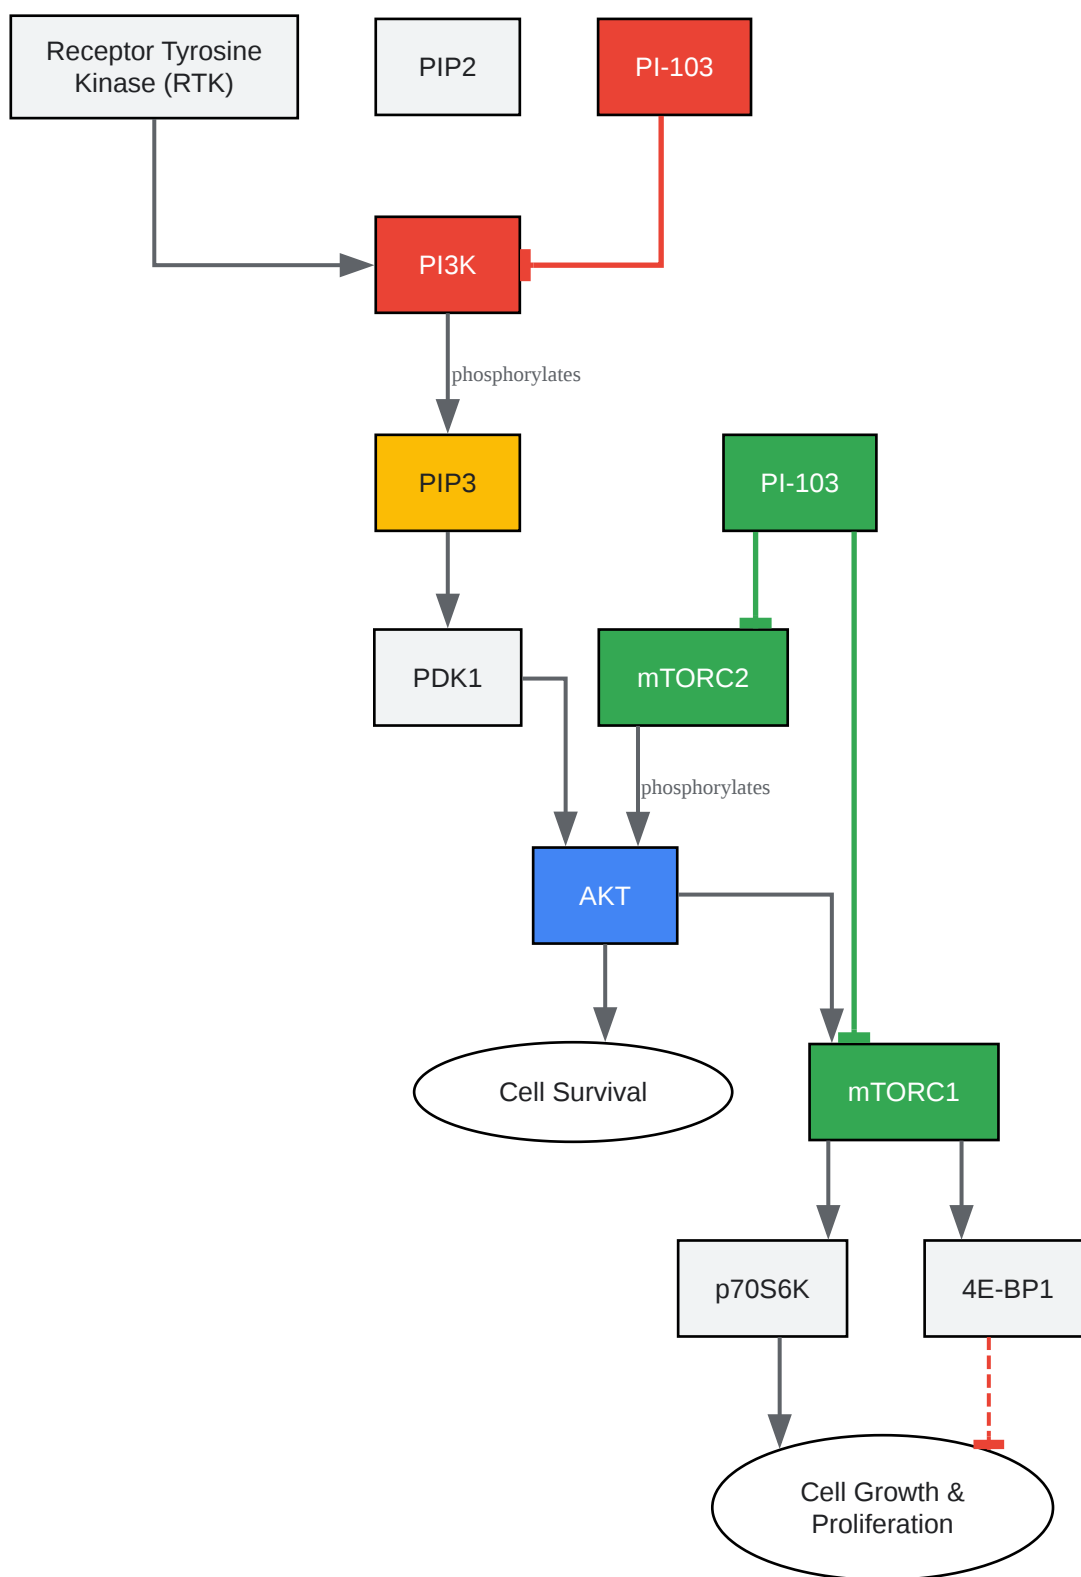 Receptor Tyrosine
Kinase (RTK)
PIP2
PI-103
PI3K
phosphorylates
PIP3
PI-103
PDK1
mTORC2
phosphorylates
AKT
Cell Survival
mTORC1
p70S6K
4E-BP1
Cell Growth &
Proliferation